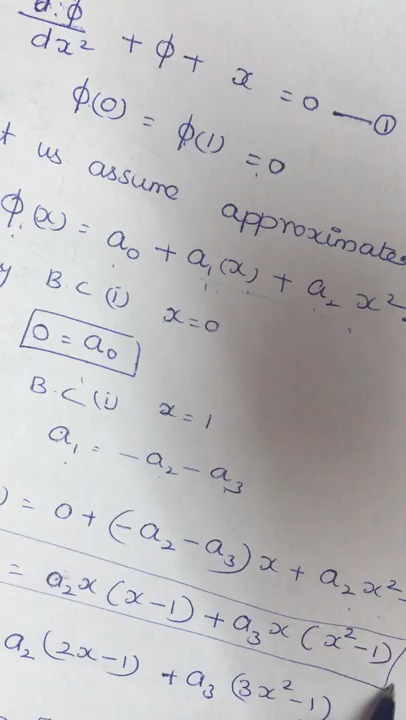 d²φ/dx² + φ + x = 0 — ①
φ(0) = φ(1) = 0
us assume approximate
φ(x) = a₀ + a₁(x) + a₂ x²
B.C (i) x = 0
0 = a₀
B.C (i) x = 1
a₁ = -a₂ - a₃
) = 0 + (-a₂ - a₃)x + a₂x²
= a₂x(x-1) + a₃x(x²-1)
a₂(2x-1) + a₃(3x²-1)